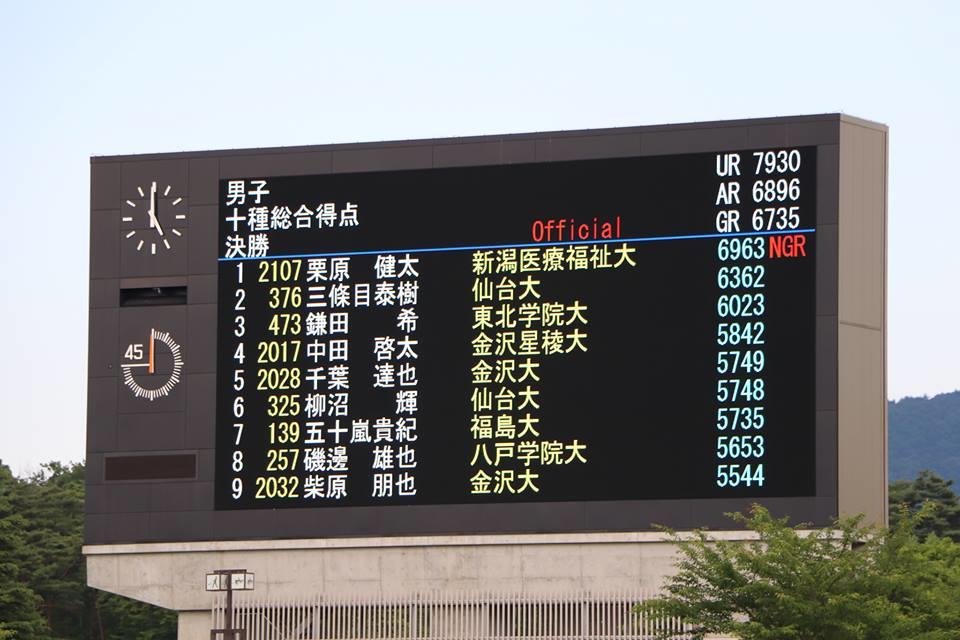 男子 UR 7930
十種総合得点 AR 6896
決勝 Official GR 6735
1 2107 栗原 健太 新潟医療福祉大 6963 NGR
2 376 三條目泰樹 仙台大 6362
3 473 鎌田 希 東北学院大 6023
4 2017 中田 啓太 金沢星稜大 5842
5 2028 千葉 達也 金沢大 5749
6 325 柳沼 輝 仙台大 5748
7 139 五十嵐貴紀 福島大 5735
8 257 磯邊 雄也 八戸学院大 5653
9 2032 柴原 朋也 金沢大 5544
45